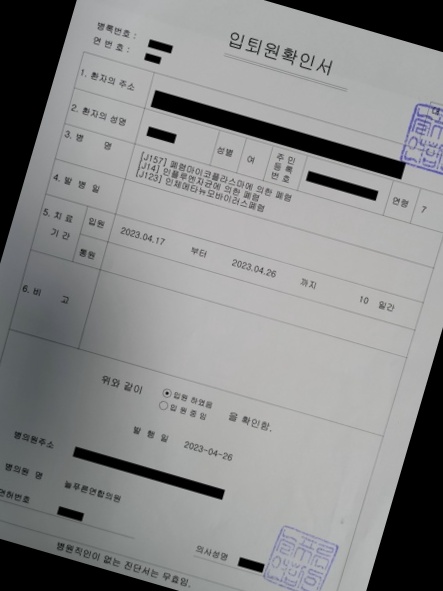 입퇴원확인서
병록번호 :
연 번 호 :
1. 환자의 주소
2. 환자의 성명
성별 여
주 민 등 록 번 호
연령 7
3. 병 명
[J157] 폐렴마이코플라스마에 의한 폐렴
[J14] 인플루엔자균에 의한 폐렴
[J123] 인체메타뉴모바이러스폐렴
4. 발 병 일
5. 치 료 기 간
입원 2023.04.17 부터 2023.04.26 까지 10 일간
통원
6. 비 고
위와 같이 입원 하였음 을 확인함.
입 원 중 임
발 행 일 2023-04-26
병의원주소
병의원 명 늘푸른연합의원
면허번호
의사성명
병원직인이 없는 진단서는 무효임.